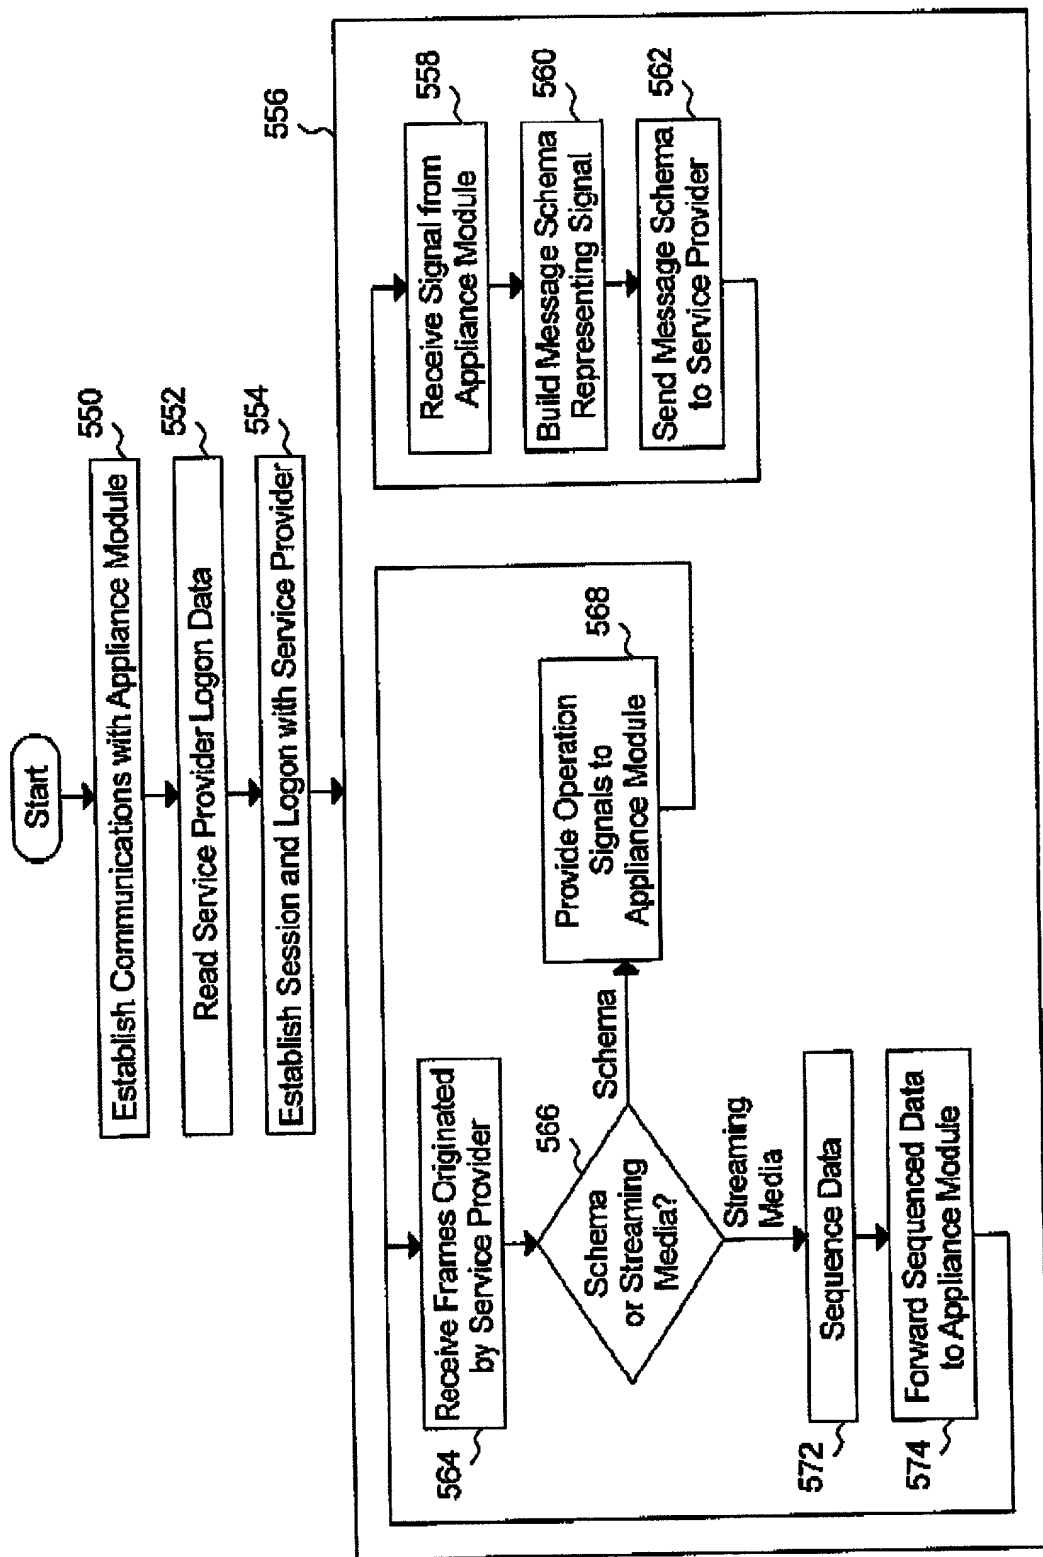 Start
550
Establish Communications with Appliance Module
552
Read Service Provider Logon Data
554
Establish Session and Logon with Service Provider
556
564
Receive Frames Originated
by Service Provider
566
Schema
or Streaming
Media?
Schema
568
Provide Operation
Signals to
Appliance Module
Streaming
Media
572
Sequence Data
574
Forward Sequenced Data
to Appliance Module
558
Receive Signal from
Appliance Module
560
Build Message Schema
Representing Signal
562
Send Message Schema
to Service Provider